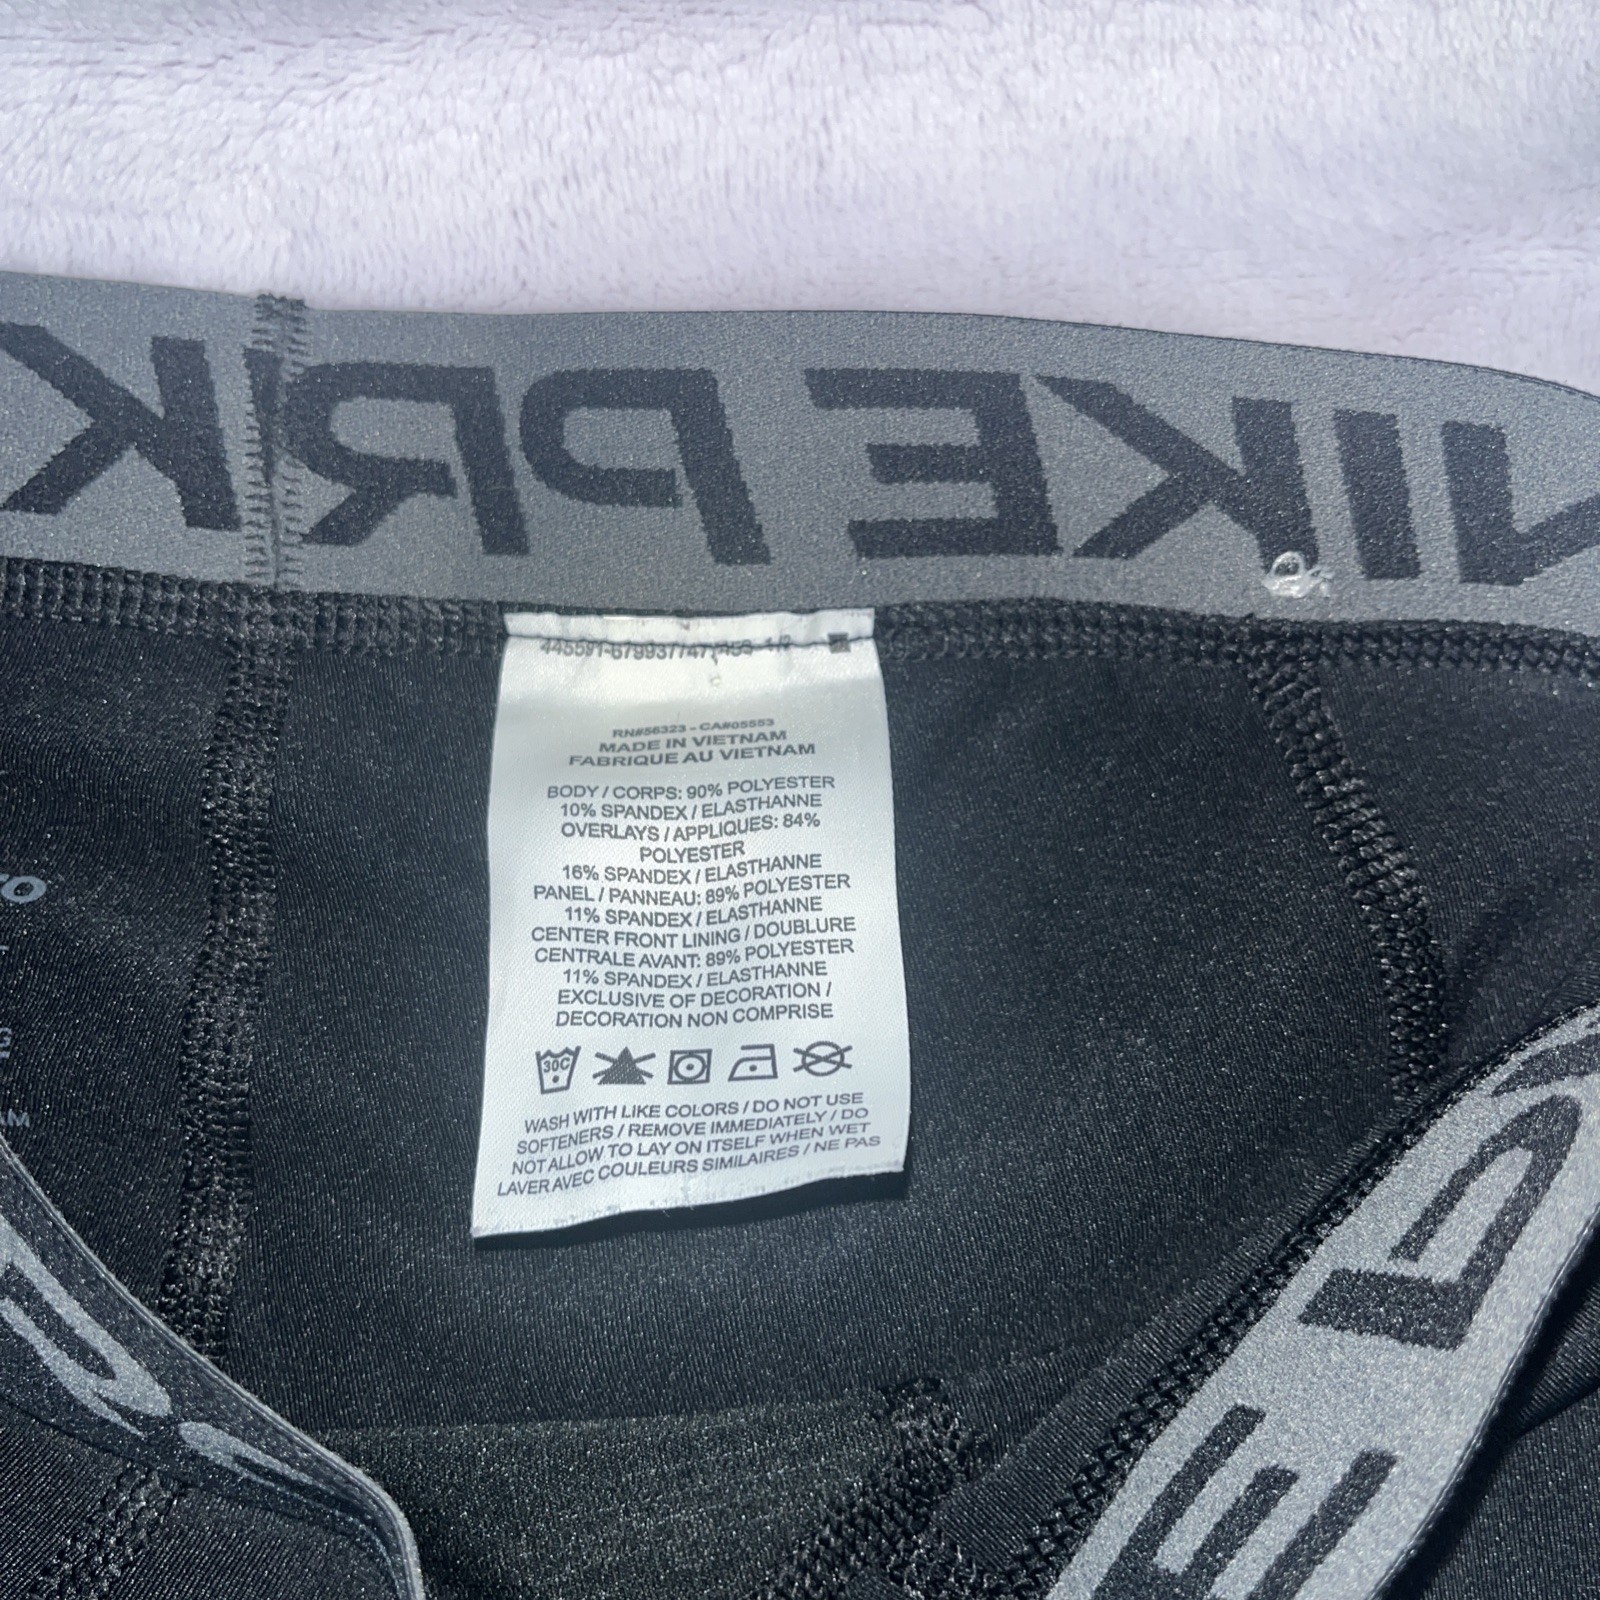 NIKE PRK
RN#56323 - CA#05553
MADE IN VIETNAM
FABRIQUE AU VIETNAM
BODY / CORPS: 90% POLYESTER
10% SPANDEX / ELASTHANNE
OVERLAYS / APPLIQUES: 84%
POLYESTER
16% SPANDEX / ELASTHANNE
PANEL / PANNEAU: 89% POLYESTER
11% SPANDEX / ELASTHANNE
CENTER FRONT LINING / DOUBLURE
CENTRALE AVANT: 89% POLYESTER
11% SPANDEX / ELASTHANNE
EXCLUSIVE OF DECORATION /
DECORATION NON COMPRISE
30C
WASH WITH LIKE COLORS / DO NOT USE
SOFTENERS / REMOVE IMMEDIATELY / DO
NOT ALLOW TO LAY ON ITSELF WHEN WET
LAVER AVEC COULEURS SIMILAIRES / NE PAS